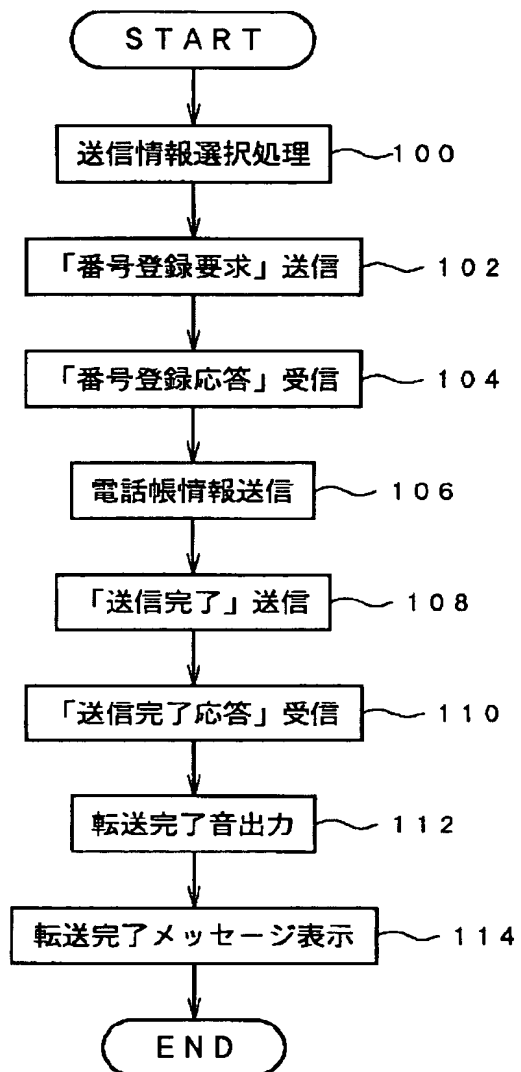 START
送信情報選択処理 100
「番号登録要求」送信 102
「番号登録応答」受信 104
電話帳情報送信 106
「送信完了」送信 108
「送信完了応答」受信 110
転送完了音出力 112
転送完了メッセージ表示 114
END